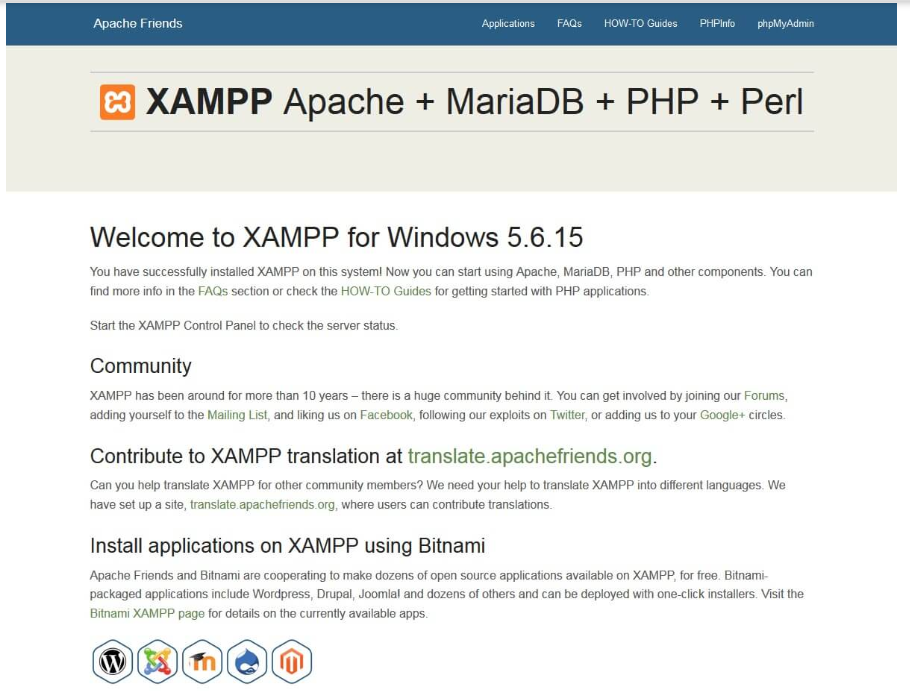 Apache Friends
Applications FAQs HOW-TO Guides PHPInfo phpMyAdmin
XAMPP Apache + MariaDB + PHP + Perl
Welcome to XAMPP for Windows 5.6.15
You have successfully installed XAMPP on this system! Now you can start using Apache, MariaDB, PHP and other components. You can
find more info in the FAQs section or check the HOW-TO Guides for getting started with PHP applications.
Start the XAMPP Control Panel to check the server status.
Community
XAMPP has been around for more than 10 years – there is a huge community behind it. You can get involved by joining our Forums,
adding yourself to the Mailing List, and liking us on Facebook, following our exploits on Twitter, or adding us to your Google+ circles.
Contribute to XAMPP translation at translate.apachefriends.org.
Can you help translate XAMPP for other community members? We need your help to translate XAMPP into different languages. We
have set up a site, translate.apachefriends.org, where users can contribute translations.
Install applications on XAMPP using Bitnami
Apache Friends and Bitnami are cooperating to make dozens of open source applications available on XAMPP, for free. Bitnami-
packaged applications include Wordpress, Drupal, Joomla! and dozens of others and can be deployed with one-click installers. Visit the
Bitnami XAMPP page for details on the currently available apps.